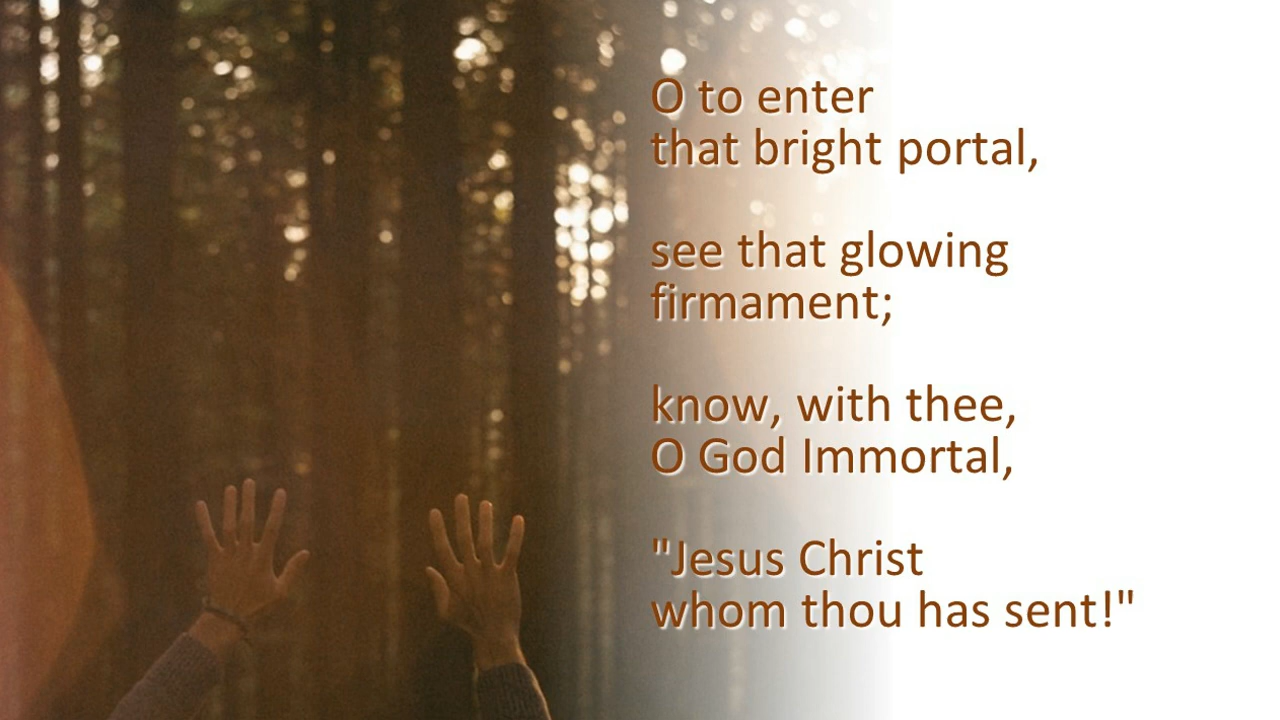 O to enter
that bright portal,
see that glowing
firmament;
know, with thee,
O God Immortal,
"Jesus Christ
whom thou has sent!"